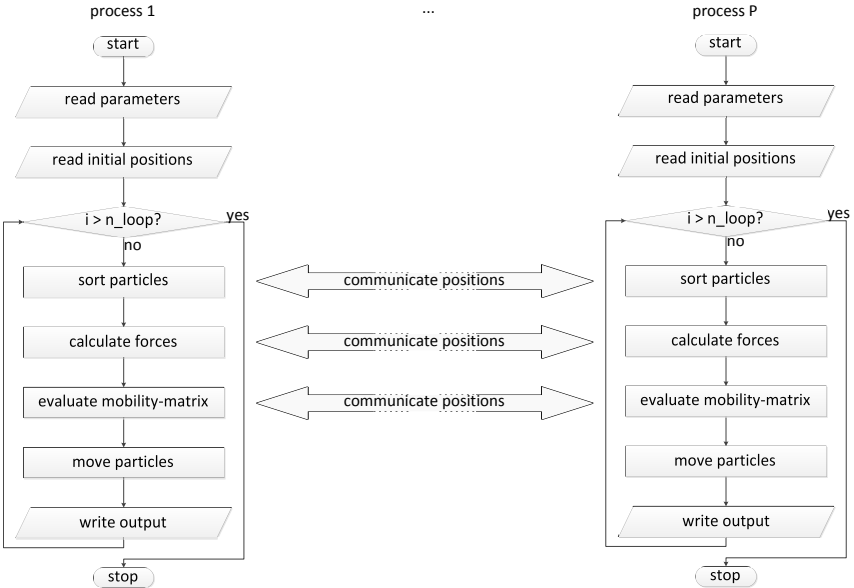 process 1
...
process P
start
read parameters
read initial positions
i > n_loop?
yes
no
sort particles
calculate forces
evaluate mobility-matrix
move particles
write output
stop
communicate positions
communicate positions
communicate positions
start
read parameters
read initial positions
i > n_loop?
yes
no
sort particles
calculate forces
evaluate mobility-matrix
move particles
write output
stop